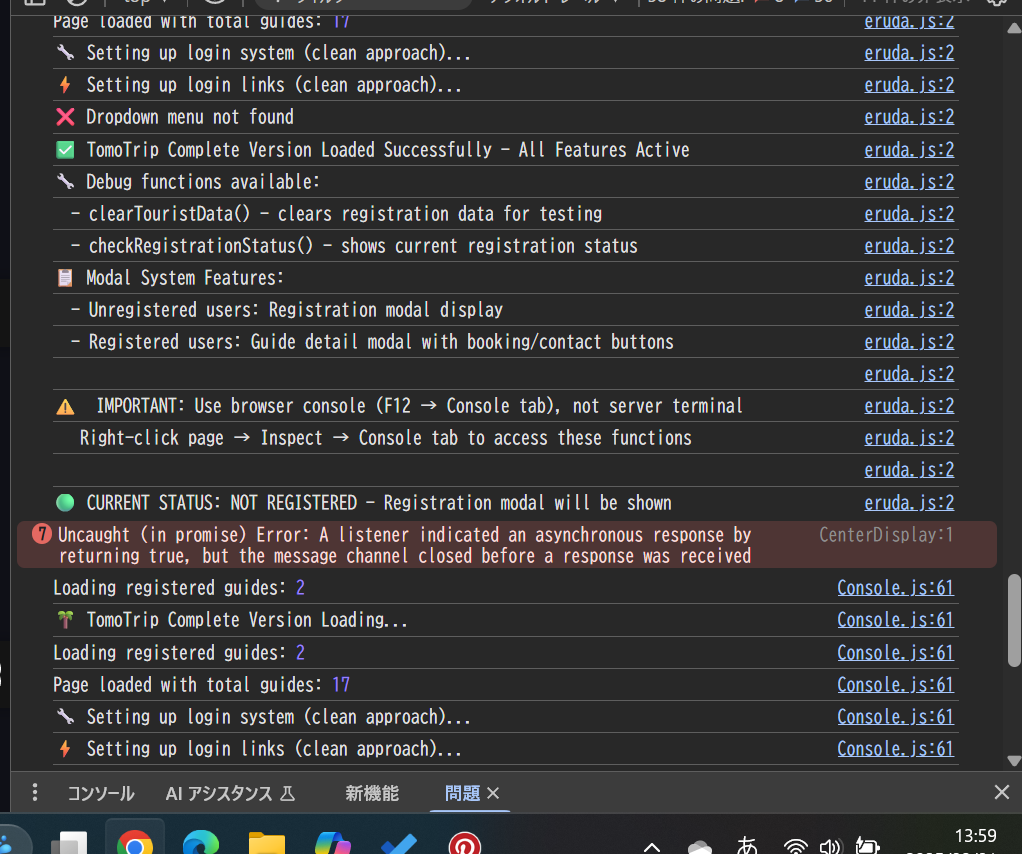 Page loaded with total guides: 17 eruda.js:2
🔧 Setting up login system (clean approach)... eruda.js:2
⚡ Setting up login links (clean approach)... eruda.js:2
❌ Dropdown menu not found eruda.js:2
✅ TomoTrip Complete Version Loaded Successfully - All Features Active eruda.js:2
🔧 Debug functions available: eruda.js:2
- clearTouristData() - clears registration data for testing eruda.js:2
- checkRegistrationStatus() - shows current registration status eruda.js:2
📋 Modal System Features: eruda.js:2
- Unregistered users: Registration modal display eruda.js:2
- Registered users: Guide detail modal with booking/contact buttons eruda.js:2
eruda.js:2
⚠️ IMPORTANT: Use browser console (F12 → Console tab), not server terminal eruda.js:2
Right-click page → Inspect → Console tab to access these functions eruda.js:2
eruda.js:2
🟢 CURRENT STATUS: NOT REGISTERED - Registration modal will be shown eruda.js:2
7 Uncaught (in promise) Error: A listener indicated an asynchronous response by CenterDisplay:1
returning true, but the message channel closed before a response was received
Loading registered guides: 2 Console.js:61
🌴 TomoTrip Complete Version Loading... Console.js:61
Loading registered guides: 2 Console.js:61
Page loaded with total guides: 17 Console.js:61
🔧 Setting up login system (clean approach)... Console.js:61
⚡ Setting up login links (clean approach)... Console.js:61
コンソール AI アシスタンス 新機能 問題 ×
あ 13:59